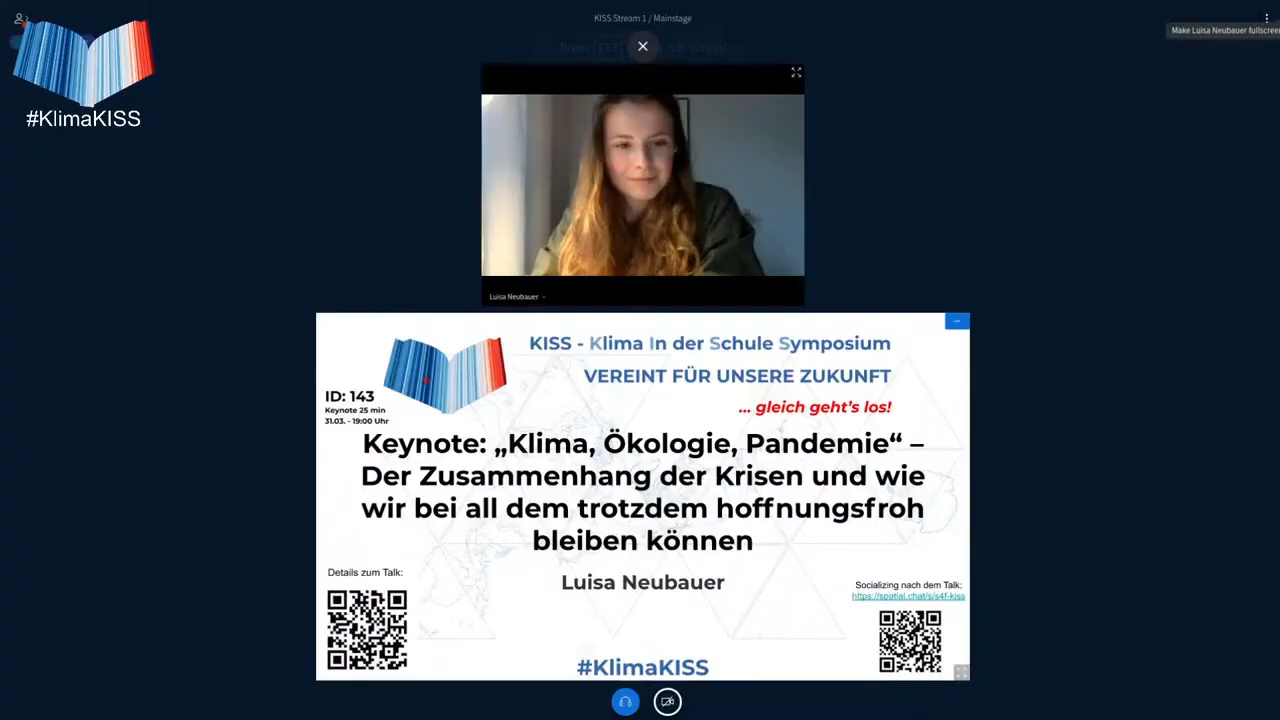 KISS Stream 1 / Mainstage
Make Luisa Neubauer fullscreen
#KlimaKISS
Luisa Neubauer
KISS - Klima In der Schule Symposium
VEREINT FÜR UNSERE ZUKUNFT
... gleich geht's los!
ID: 143
Keynote 25 min
31.03. - 19:00 Uhr
Keynote: „Klima, Ökologie, Pandemie“ –
Der Zusammenhang der Krisen und wie
wir bei all dem trotzdem hoffnungsfroh
bleiben können
Luisa Neubauer
Details zum Talk:
Socializing nach dem Talk:
https://spatial.chat/s/s4f-kiss
#KlimaKISS